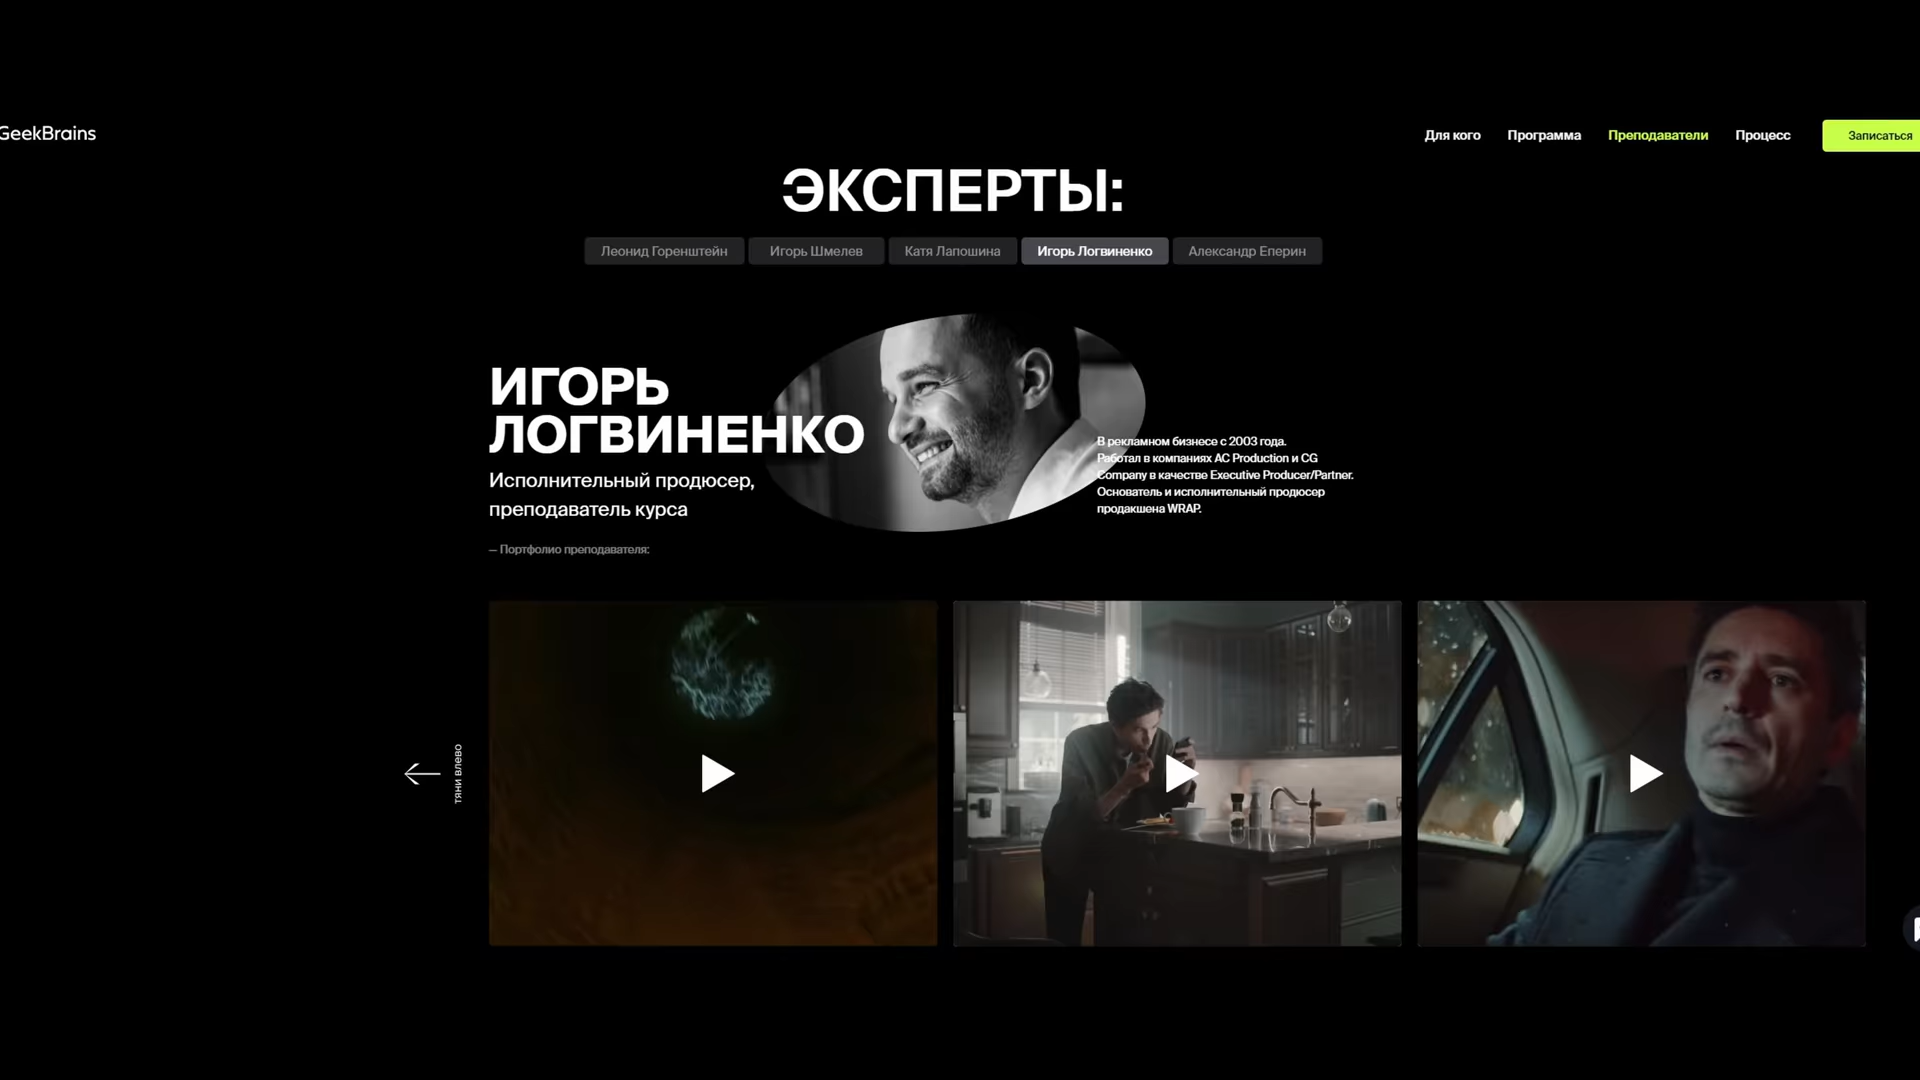 GeekBrains
Для кого
Программа
Преподаватели
Процесс
Записаться
ЭКСПЕРТЫ:
Леонид Горенштейн
Игорь Шмелев
Катя Лапошина
Игорь Логвиненко
Александр Еперин
ИГОРЬ
ЛОГВИНЕНКО
Исполнительный продюсер,
преподаватель курса
В рекламном бизнесе с 2003 года.
Работал в компаниях AC Production и CG
Company в качестве Executive Producer/Partner.
Основатель и исполнительный продюсер
продакшена WRAP.
— Портфолио преподавателя:
тяни влево